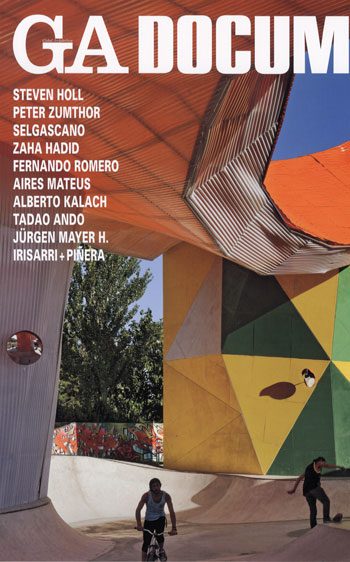 GA DOCUM
STEVEN HOLL
PETER ZUMTHOR
SELGASCANO
ZAHA HADID
FERNANDO ROMERO
AIRES MATEUS
ALBERTO KALACH
TADAO ANDO
JÜRGEN MAYER H.
IRISARRI + PIÑERA